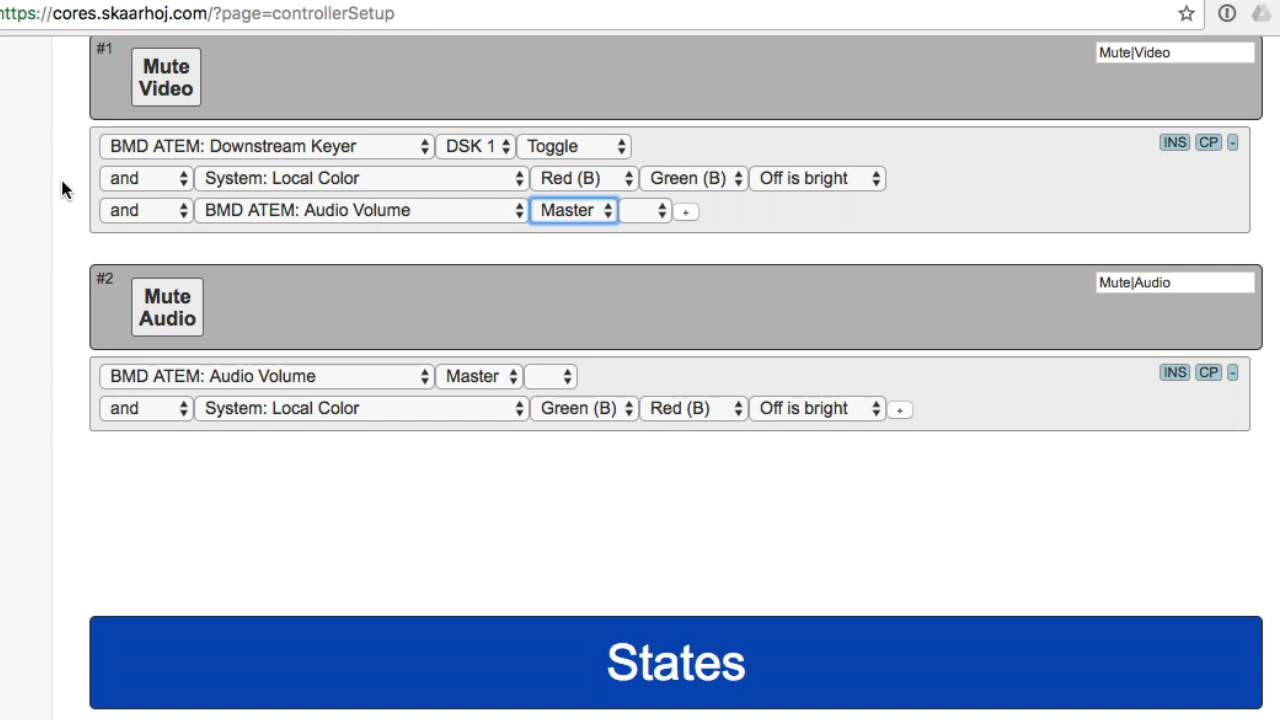 https://cores.skaarhoj.com/?page=controllerSetup
#1
Mute
Video
Mute|Video
BMD ATEM: Downstream Keyer DSK 1 Toggle INS CP -
and System: Local Color Red (B) Green (B) Off is bright
and BMD ATEM: Audio Volume Master +
#2
Mute
Audio
Mute|Audio
BMD ATEM: Audio Volume Master INS CP -
and System: Local Color Green (B) Red (B) Off is bright +
States